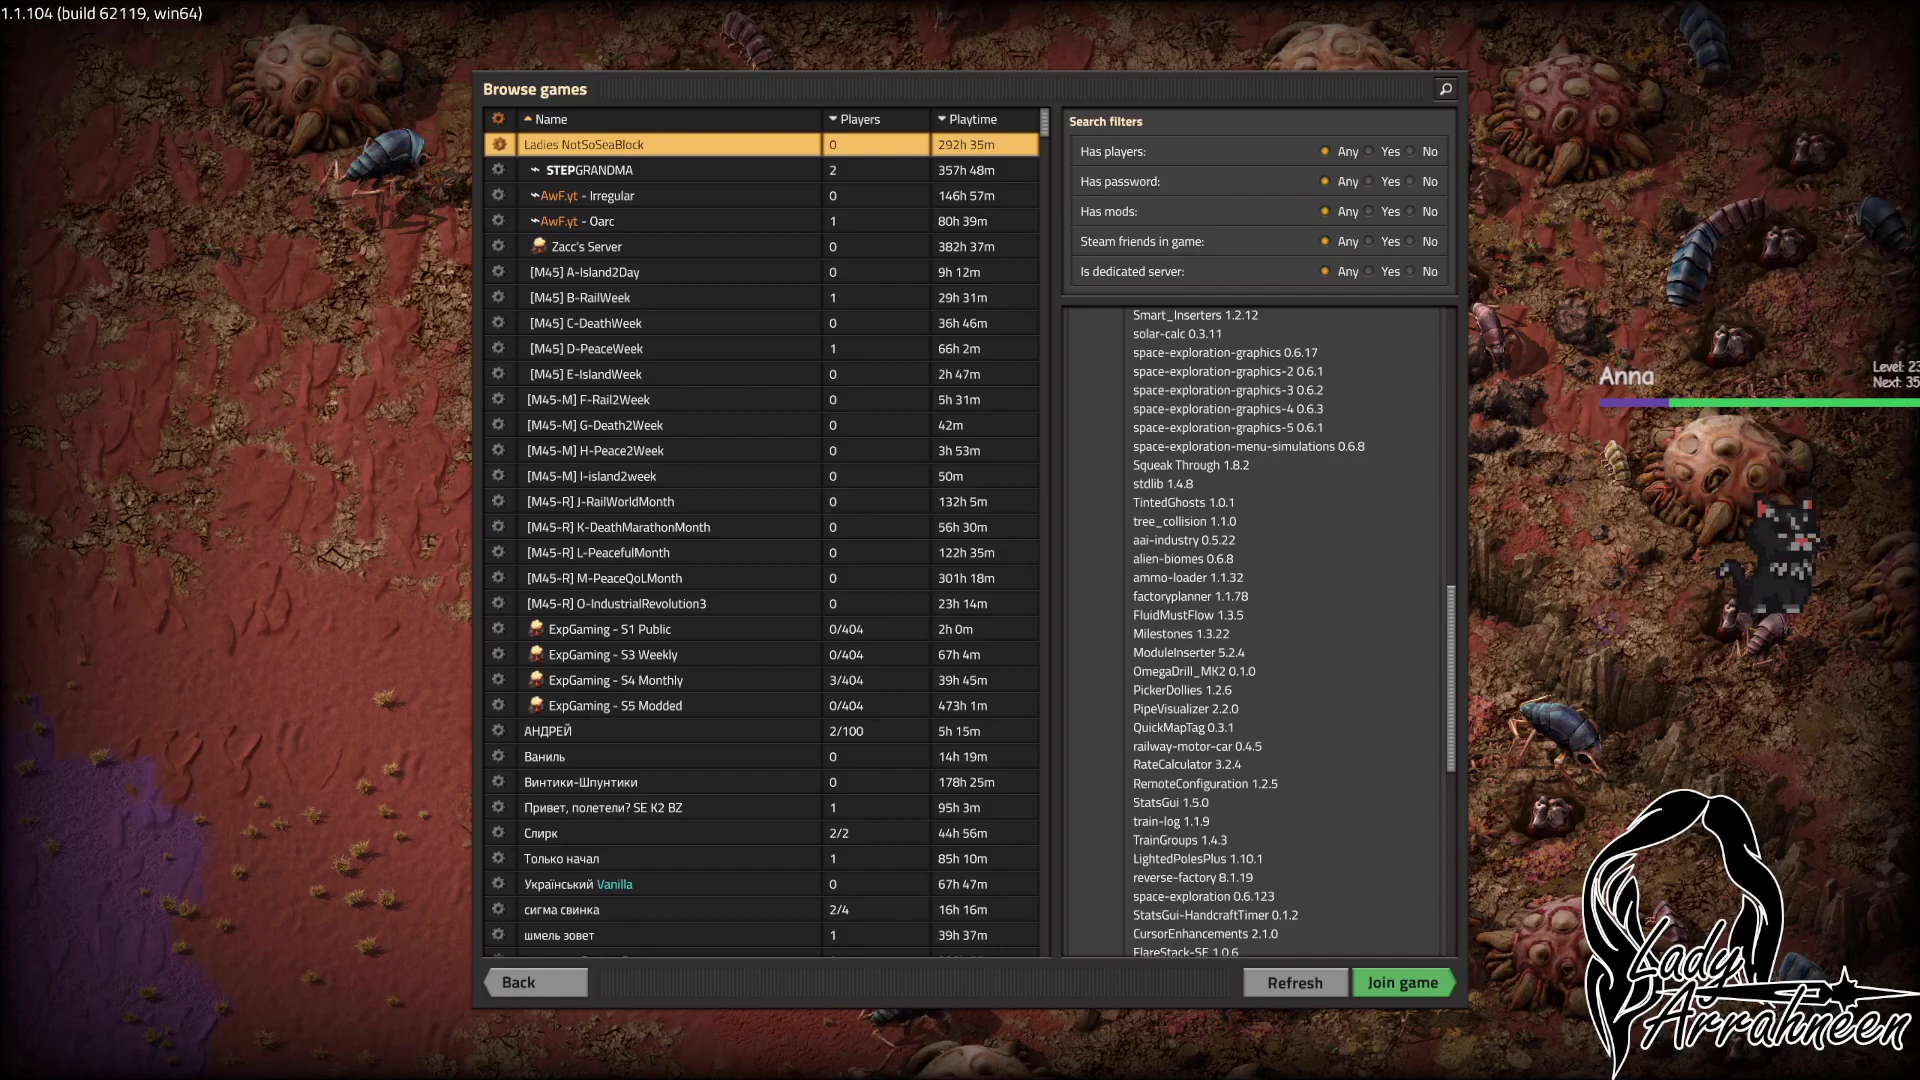 1.1.104 (build 62119, win64)
Browse games
Name Players Playtime
Ladies NotSoSeaBlock 0 292h 35m
STEPGRANDMA 2 357h 48m
AwF.yt - Irregular 0 146h 57m
AwF.yt - Oarc 1 80h 39m
Zacc's Server 0 382h 37m
[M45] A-Island2Day 0 9h 12m
[M45] B-RailWeek 1 29h 31m
[M45] C-DeathWeek 0 36h 46m
[M45] D-PeaceWeek 1 66h 2m
[M45] E-IslandWeek 0 2h 47m
[M45-M] F-Rail2Week 0 5h 31m
[M45-M] G-Death2Week 0 42m
[M45-M] H-Peace2Week 0 3h 53m
[M45-M] I-island2week 0 50m
[M45-R] J-RailWorldMonth 0 132h 5m
[M45-R] K-DeathMarathonMonth 0 56h 30m
[M45-R] L-PeacefulMonth 0 122h 35m
[M45-R] M-PeaceQoLMonth 0 301h 18m
[M45-R] O-IndustrialRevolution3 0 23h 14m
ExpGaming - S1 Public 0/404 2h 0m
ExpGaming - S3 Weekly 0/404 67h 4m
ExpGaming - S4 Monthly 3/404 39h 45m
ExpGaming - S5 Modded 0/404 473h 1m
АНДРЕЙ 2/100 5h 15m
Ваниль 0 14h 19m
Винтики-Шпунтики 0 178h 25m
Привет, полетели? SE K2 BZ 1 95h 3m
Спирк 2/2 44h 56m
Только начал 1 85h 10m
Український Vanilla 0 67h 47m
сигма свинка 2/4 16h 16m
шмель зовет 1 39h 37m
Back
Search filters
Has players: Any Yes No
Has password: Any Yes No
Has mods: Any Yes No
Steam friends in game: Any Yes No
Is dedicated server: Any Yes No
Smart_Inserters 1.2.12
solar-calc 0.3.11
space-exploration-graphics 0.6.17
space-exploration-graphics-2 0.6.1
space-exploration-graphics-3 0.6.2
space-exploration-graphics-4 0.6.3
space-exploration-graphics-5 0.6.1
space-exploration-menu-simulations 0.6.8
Squeak Through 1.8.2
stdlib 1.4.8
TintedGhosts 1.0.1
tree_collision 1.1.0
aai-industry 0.5.22
alien-biomes 0.6.8
ammo-loader 1.1.32
factoryplanner 1.1.78
FluidMustFlow 1.3.5
Milestones 1.3.22
ModuleInserter 5.2.4
OmegaDrill_MK2 0.1.0
PickerDollies 1.2.6
PipeVisualizer 2.2.0
QuickMapTag 0.3.1
railway-motor-car 0.4.5
RateCalculator 3.2.4
RemoteConfiguration 1.2.5
StatsGui 1.5.0
train-log 1.1.9
TrainGroups 1.4.3
LightedPolesPlus 1.10.1
reverse-factory 8.1.19
space-exploration 0.6.123
StatsGui-HandcraftTimer 0.1.2
CursorEnhancements 2.1.0
FlareStack-SE 1.0.6
Refresh
Join game
Anna
Level: 23
Next: 35
Lady
Arrahneen